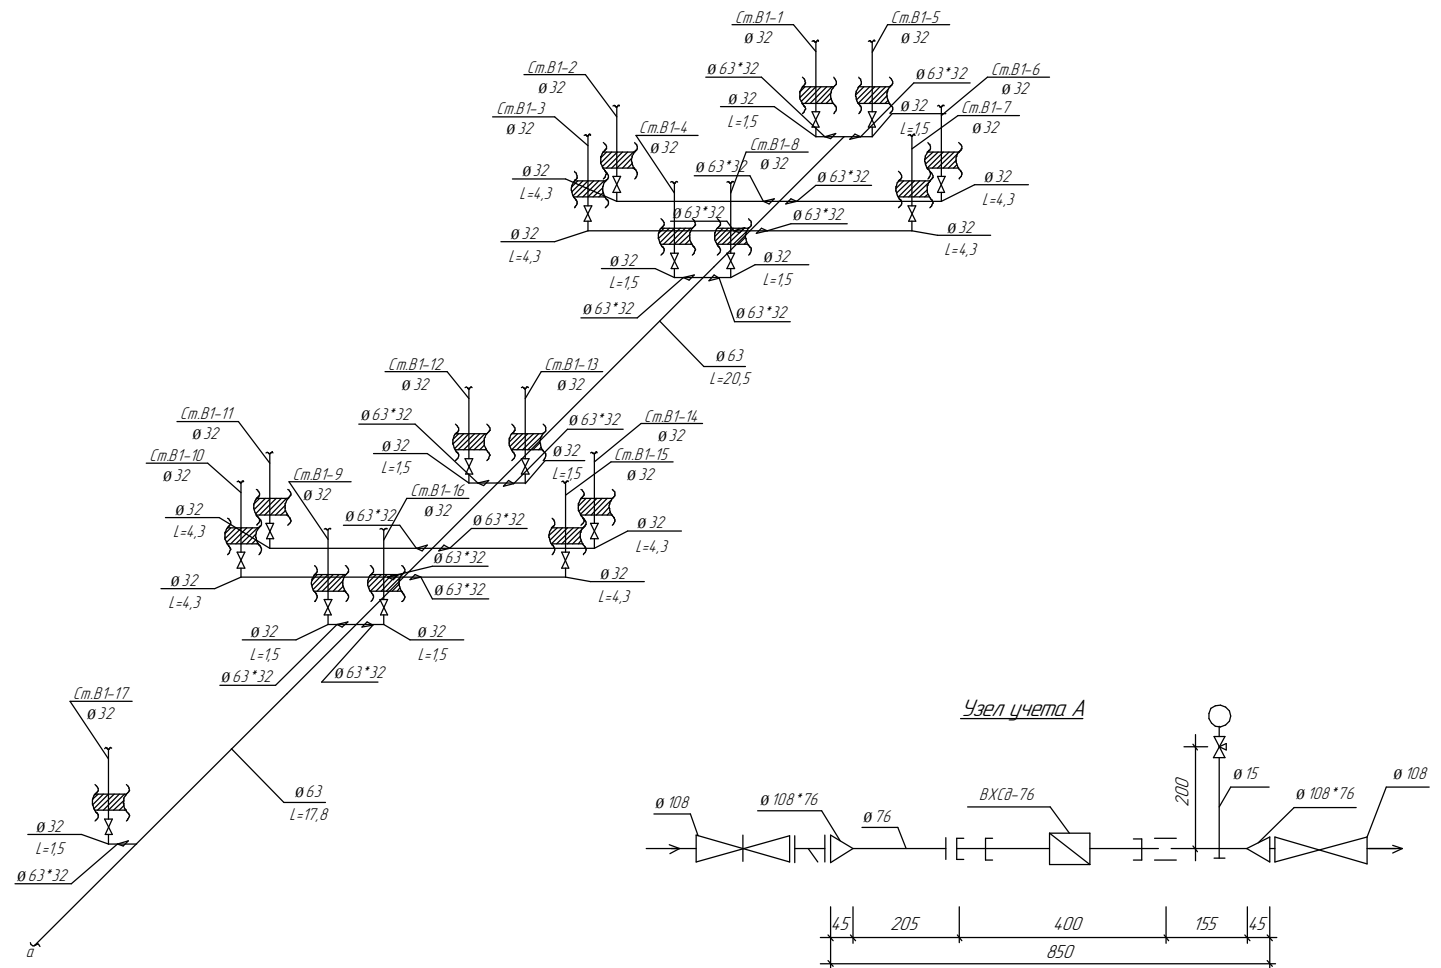 Ст.В1-1
Ø 32
Ст.В1-5
Ø 32
Ø 63*32
Ø 63*32
Ø 32
L=1,5
Ø 32
L=1,5
Ст.В1-2
Ø 32
Ст.В1-6
Ø 32
Ст.В1-3
Ø 32
Ст.В1-7
Ø 32
Ст.В1-4
Ø 32
Ст.В1-8
Ø 32
Ø 63*32
Ø 63*32
Ø 32
L=4,3
Ø 32
L=4,3
Ø 63*32
Ø 63*32
Ø 32
L=4,3
Ø 32
L=4,3
Ø 32
L=1,5
Ø 32
L=1,5
Ø 63*32
Ø 63*32
Ø 63
L=20,5
Ст.В1-12
Ø 32
Ст.В1-13
Ø 32
Ø 63*32
Ø 63*32
Ø 32
L=1,5
Ø 32
L=1,5
Ст.В1-11
Ø 32
Ст.В1-14
Ø 32
Ст.В1-10
Ø 32
Ст.В1-15
Ø 32
Ст.В1-9
Ø 32
Ст.В1-16
Ø 32
Ø 63*32
Ø 63*32
Ø 32
L=4,3
Ø 32
L=4,3
Ø 63*32
Ø 63*32
Ø 32
L=4,3
Ø 32
L=4,3
Ø 32
L=1,5
Ø 32
L=1,5
Ø 63*32
Ø 63*32
Ст.В1-17
Ø 32
Ø 63
L=17,8
Ø 32
L=1,5
Ø 63*32
а
Узел учета А
Ø 108
Ø 108*76
Ø 76
ВХСд-76
200
Ø 15
Ø 108*76
Ø 108
45
205
400
155
45
850